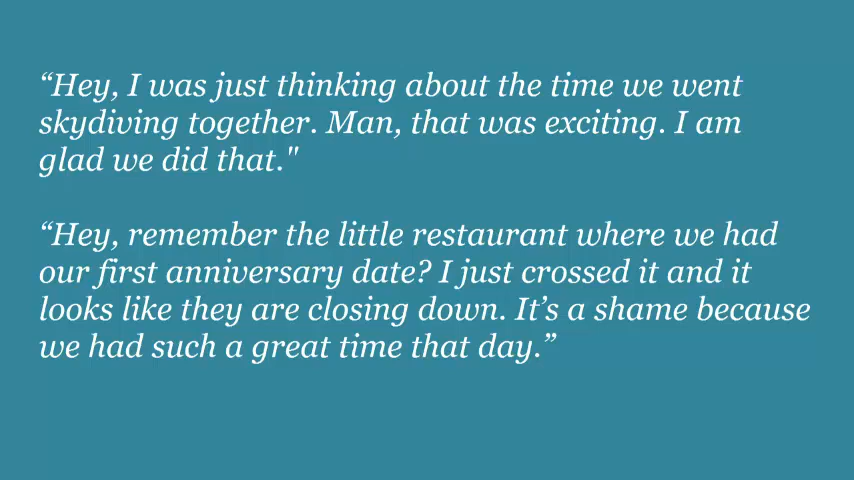 “Hey, I was just thinking about the time we went
skydiving together. Man, that was exciting. I am
glad we did that."
“Hey, remember the little restaurant where we had
our first anniversary date? I just crossed it and it
looks like they are closing down. It’s a shame because
we had such a great time that day.”